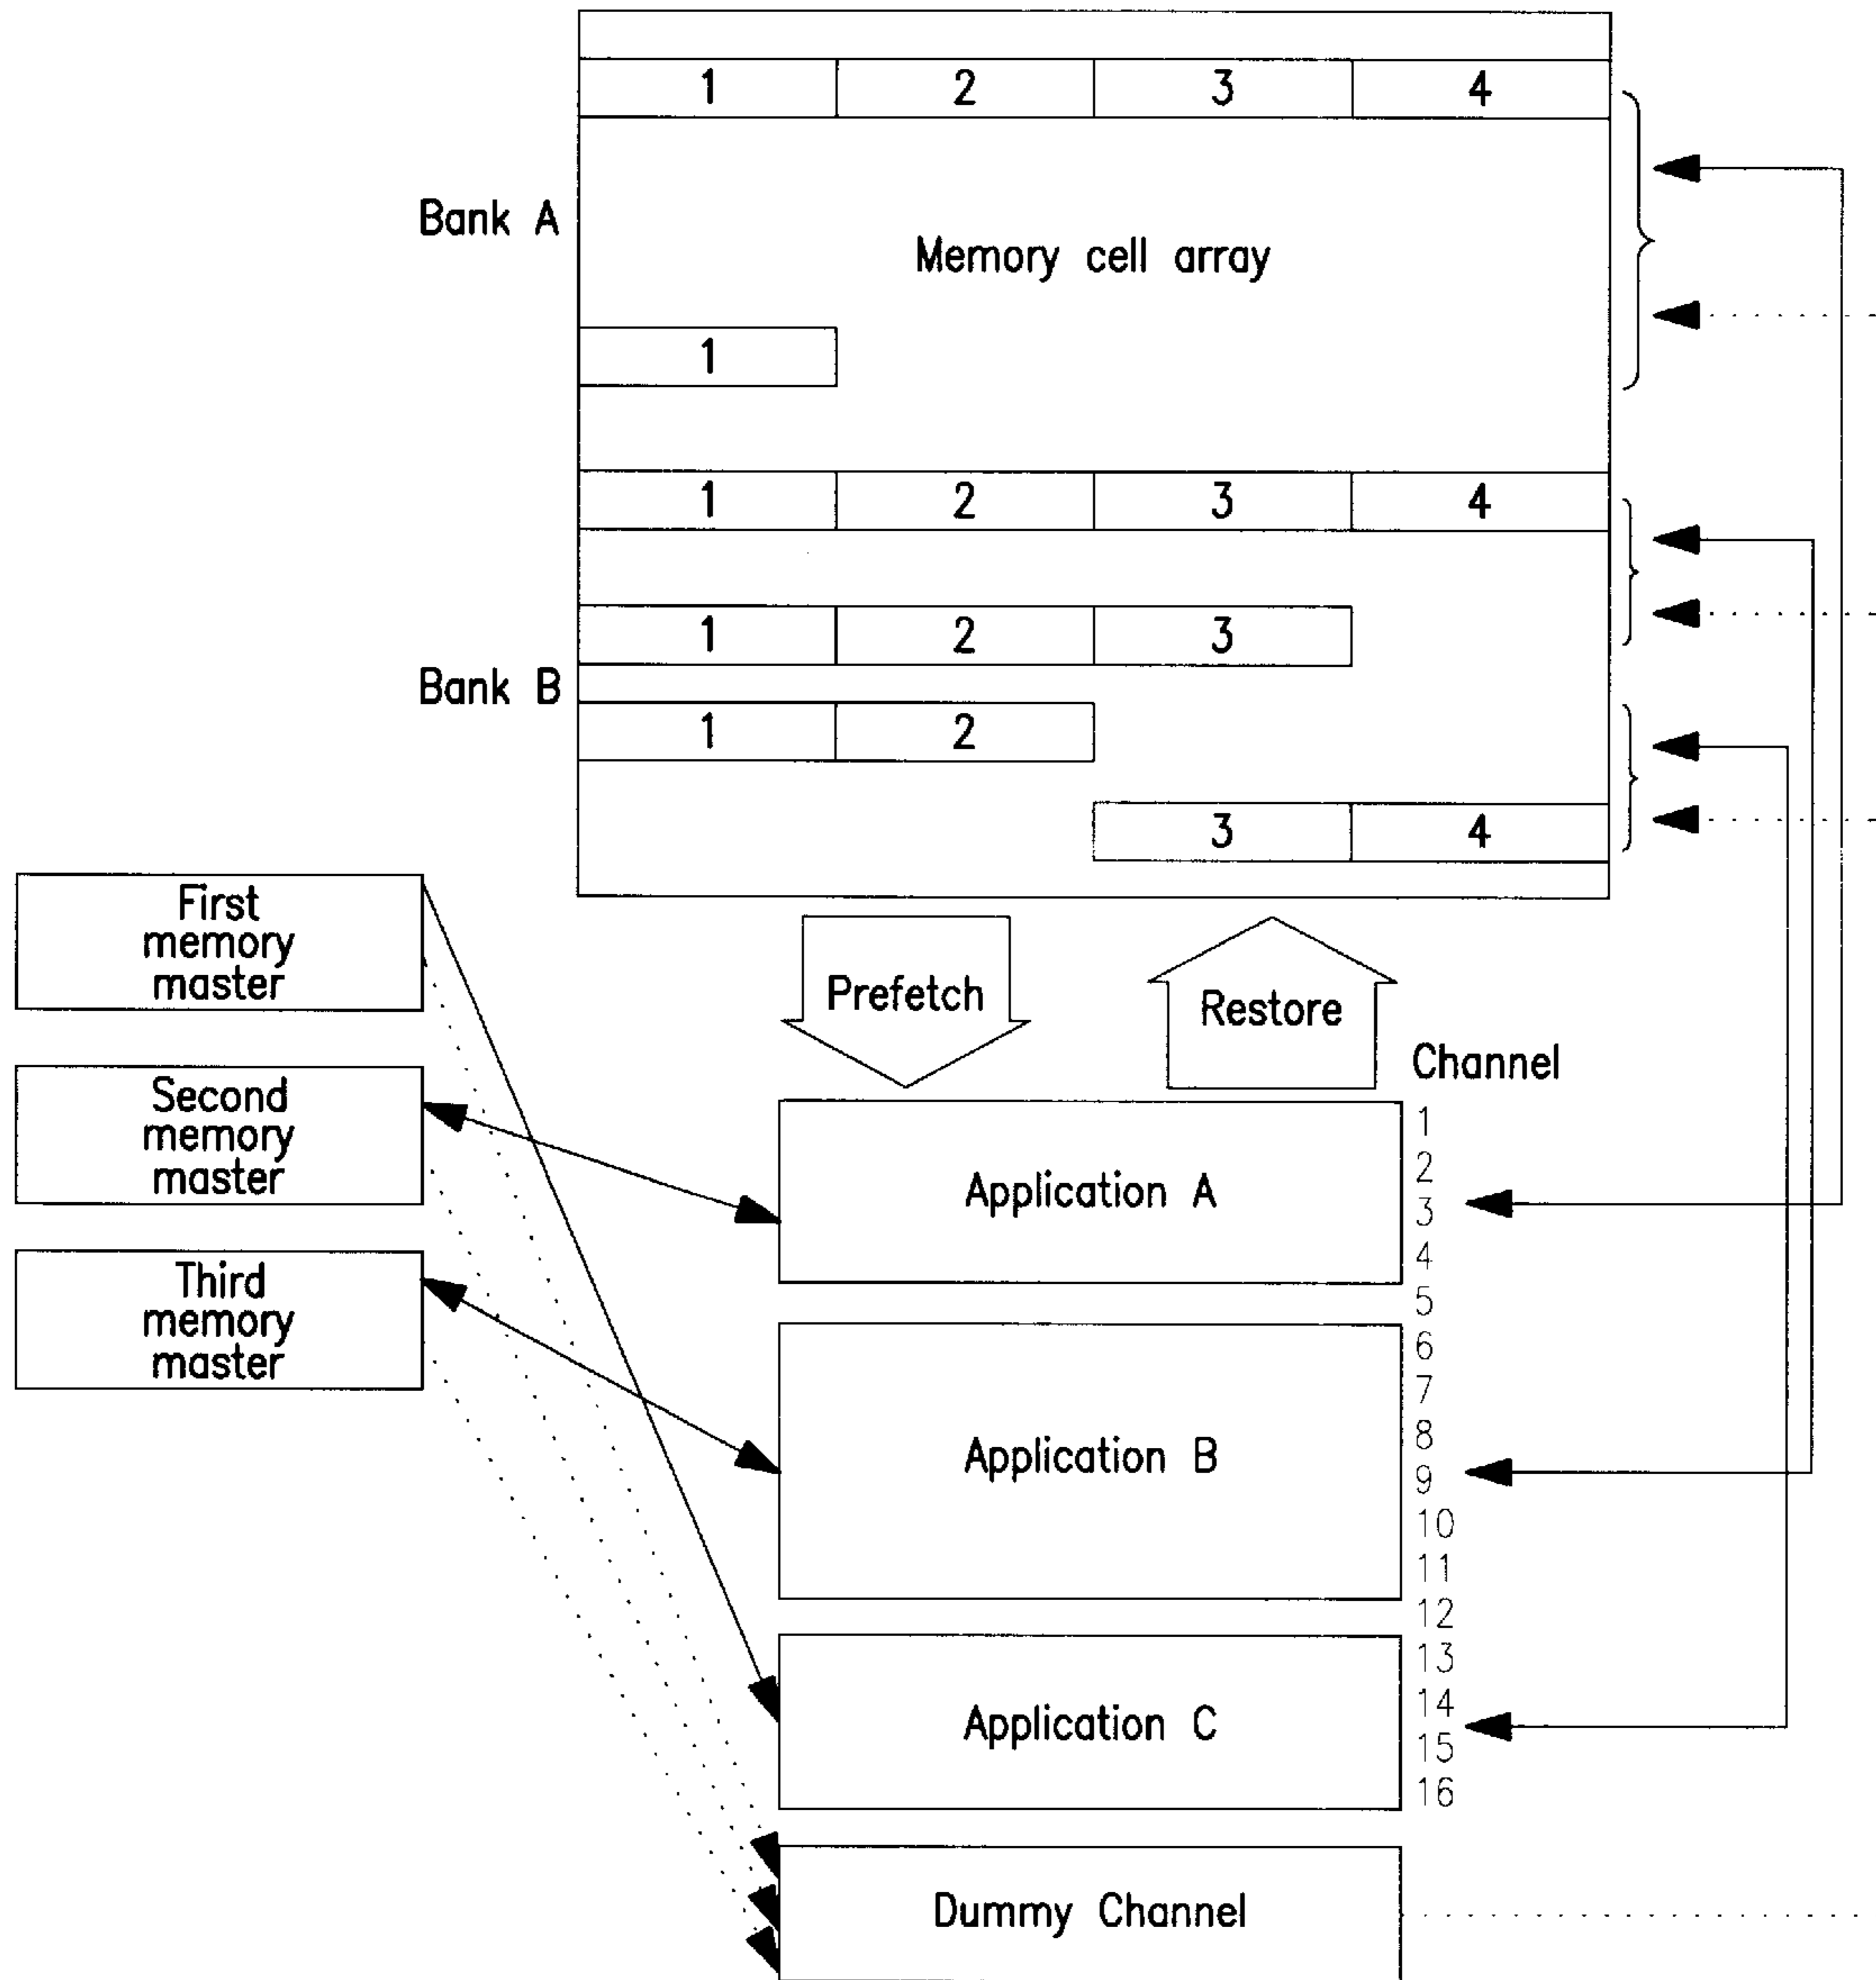 1 2 3 4
Bank A
Memory cell array
1
1 2 3 4
1 2 3
Bank B
1 2
3 4
First
memory
master
Second
memory
master
Third
memory
master
Prefetch
Restore
Channel
Application A
1
2
3
4
5
Application B
6
7
8
9
10
11
12
Application C
13
14
15
16
Dummy Channel